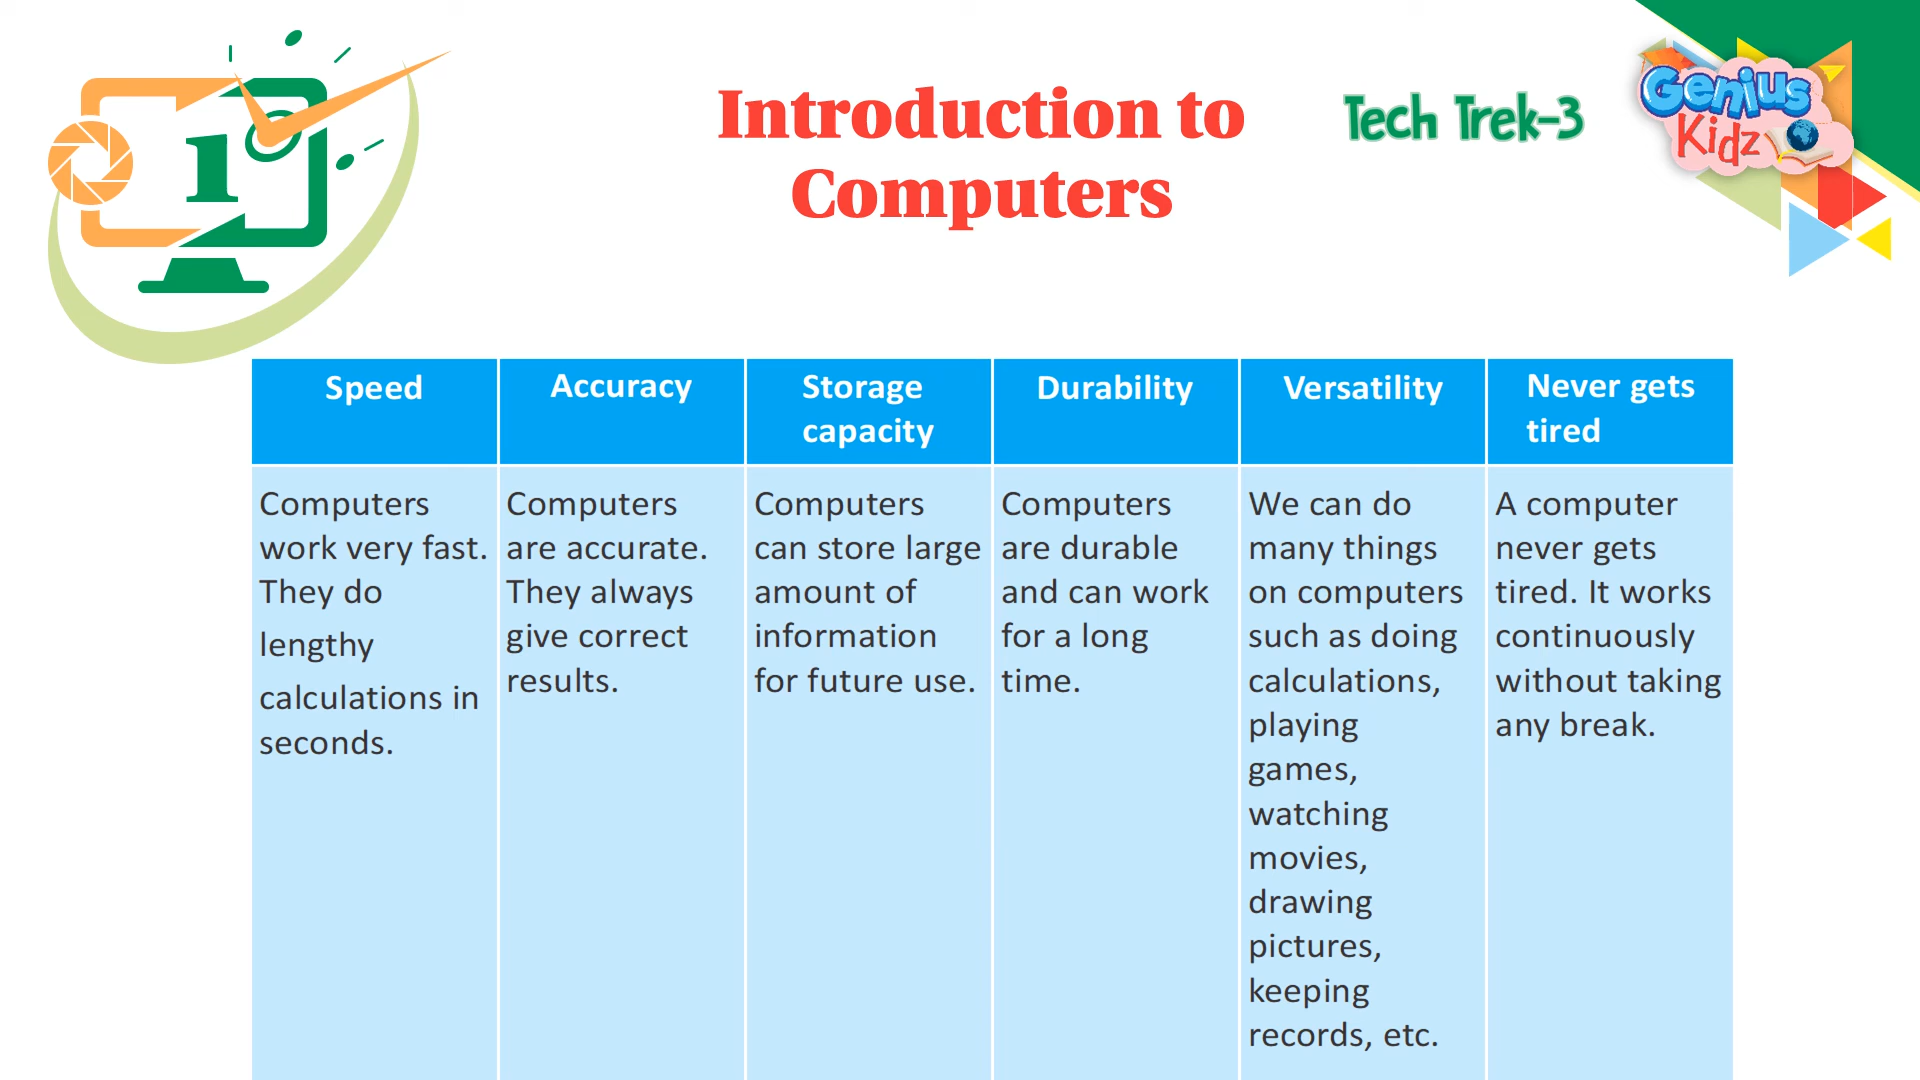 1
Introduction to
Computers
Tech Trek-3
Genius
Kidz
Speed
Accuracy
Storage
capacity
Durability
Versatility
Never gets
tired
Computers
work very fast.
They do
lengthy
calculations in
seconds.
Computers
are accurate.
They always
give correct
results.
Computers
can store large
amount of
information
for future use.
Computers
are durable
and can work
for a long
time.
We can do
many things
on computers
such as doing
calculations,
playing
games,
watching
movies,
drawing
pictures,
keeping
records, etc.
A computer
never gets
tired. It works
continuously
without taking
any break.